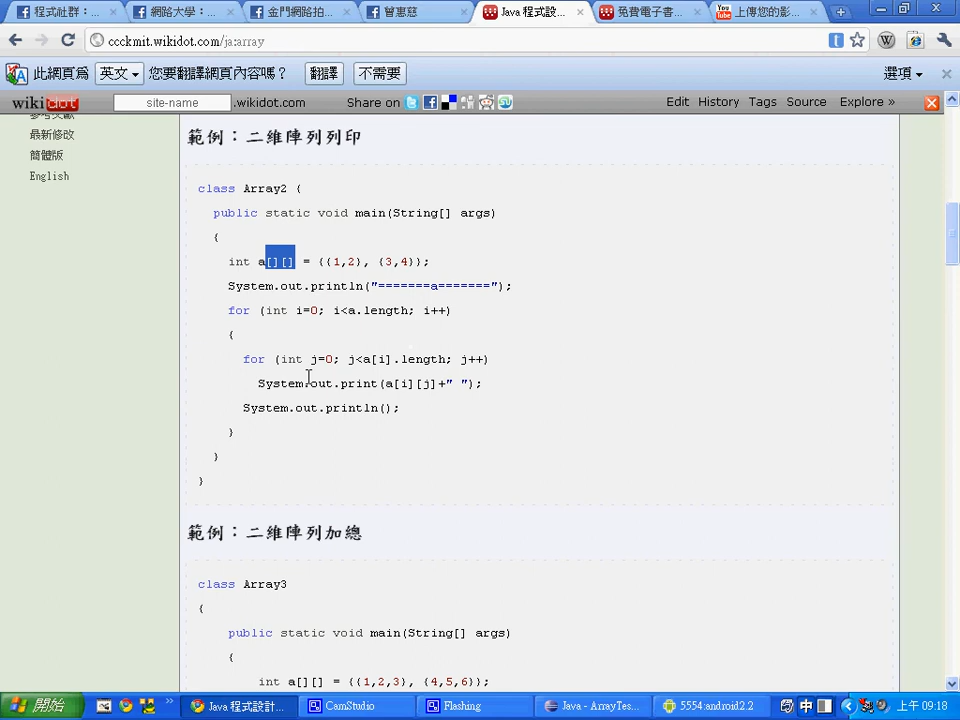 程式社群：...
網路大學：...
金門網路拍...
曾惠慈
Java 程式設...
免費電子書...
You Tube 上傳您的影...
ccckmit.wikidot.com/ja:array
此網頁為 英文 您要翻譯網頁內容嗎？ 翻譯 不需要 選項
wikidot site-name .wikidot.com Share on Edit History Tags Source Explore »
參考文獻
最新修改
簡體版
English
範例：二維陣列列印
class Array2 {
public static void main(String[] args)
{
int a[][] = {{1,2}, {3,4}};
System.out.println("=======a=======");
for (int i=0; i<a.length; i++)
{
for (int j=0; j<a[i].length; j++)
System.out.print(a[i][j]+" ");
System.out.println();
}
}
}
範例：二維陣列加總
class Array3
{
public static void main(String[] args)
{
int a[][] = {{1,2,3}, {4,5,6}};
開始 Java 程式設計... CamStudio Flashing Java - ArrayTes... 5554:android2.2 中 上午 09:18